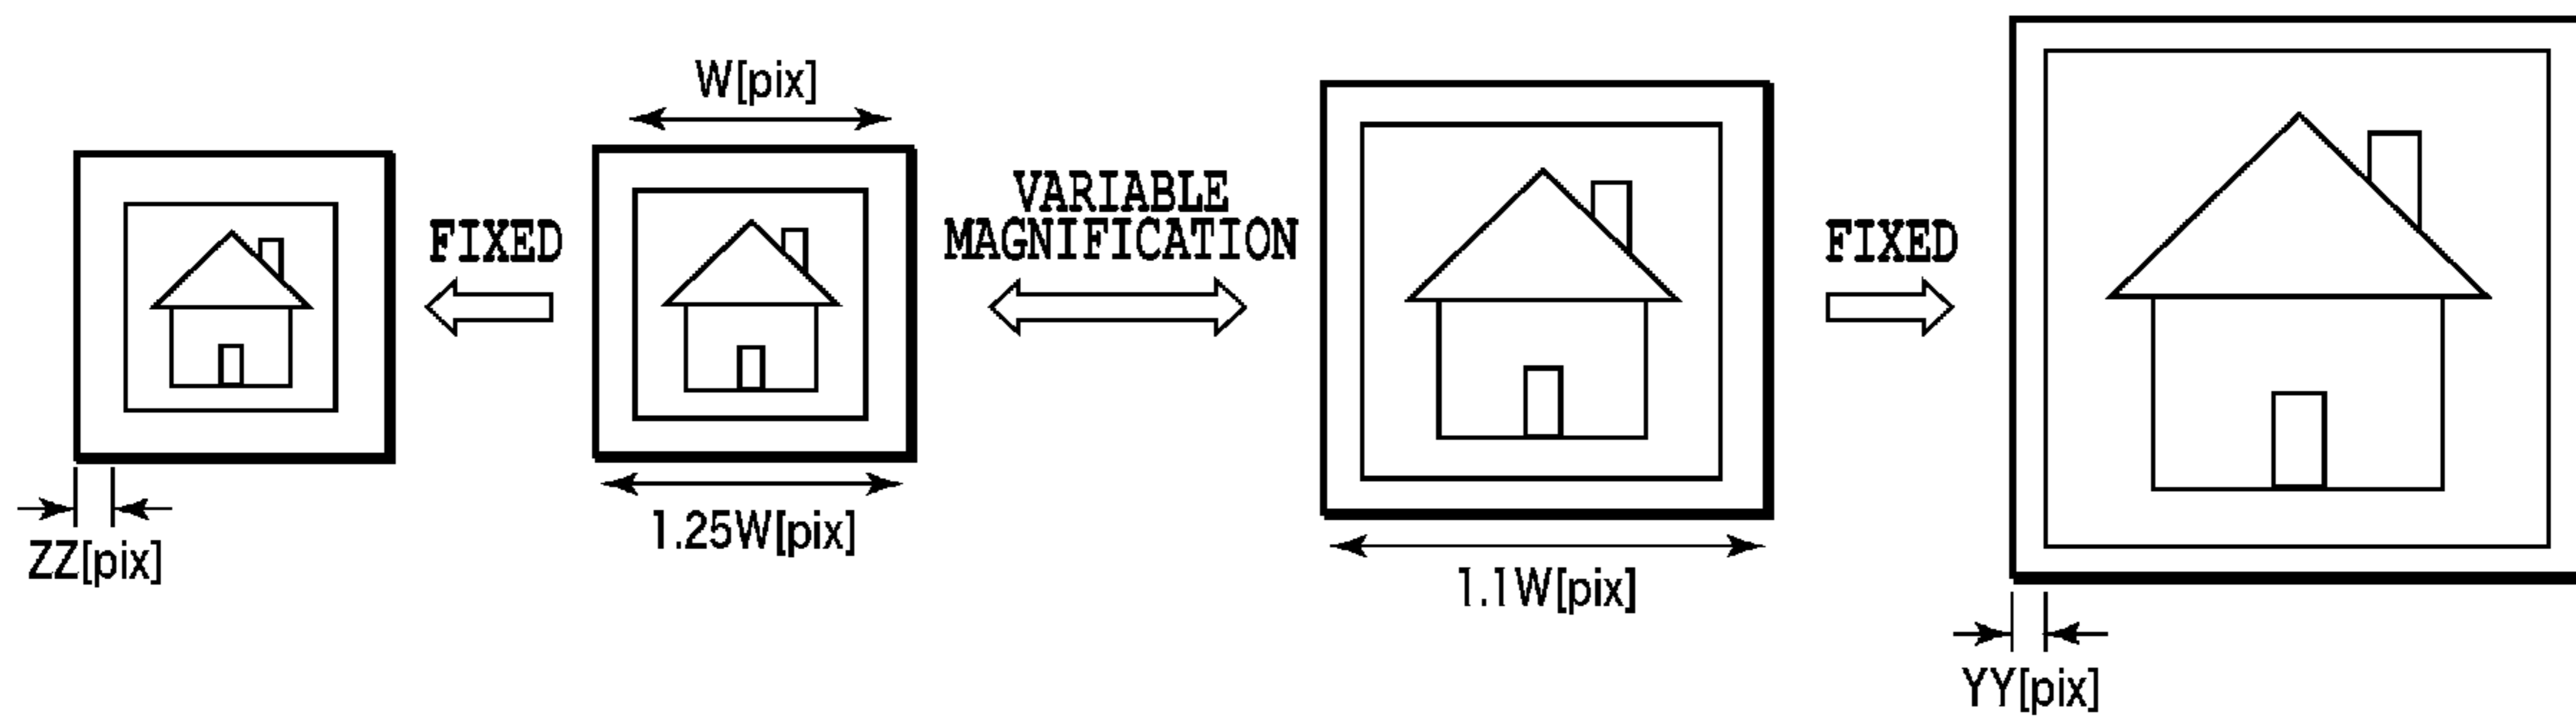 W[pix]
FIXED
VARIABLE
MAGNIFICATION
FIXED
1.25W[pix]
1.1W[pix]
ZZ[pix]
YY[pix]